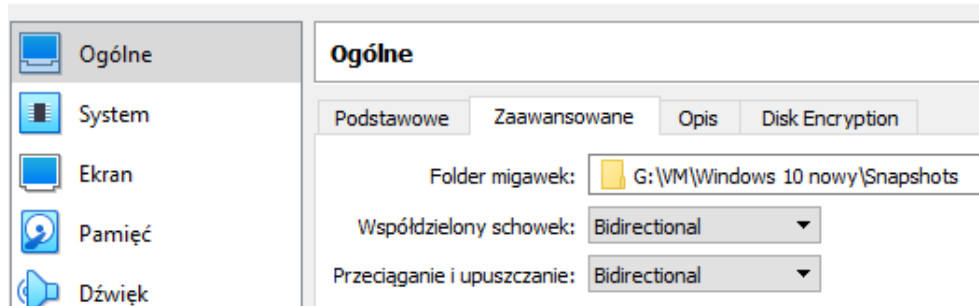 Ogólne
System
Ekran
Pamięć
Dźwięk
Ogólne
Podstawowe Zaawansowane Opis Disk Encryption
Folder migawek: G:\VM\Windows 10 nowy\Snapshots
Współdzielony schowek: Bidirectional
Przeciąganie i upuszczanie: Bidirectional